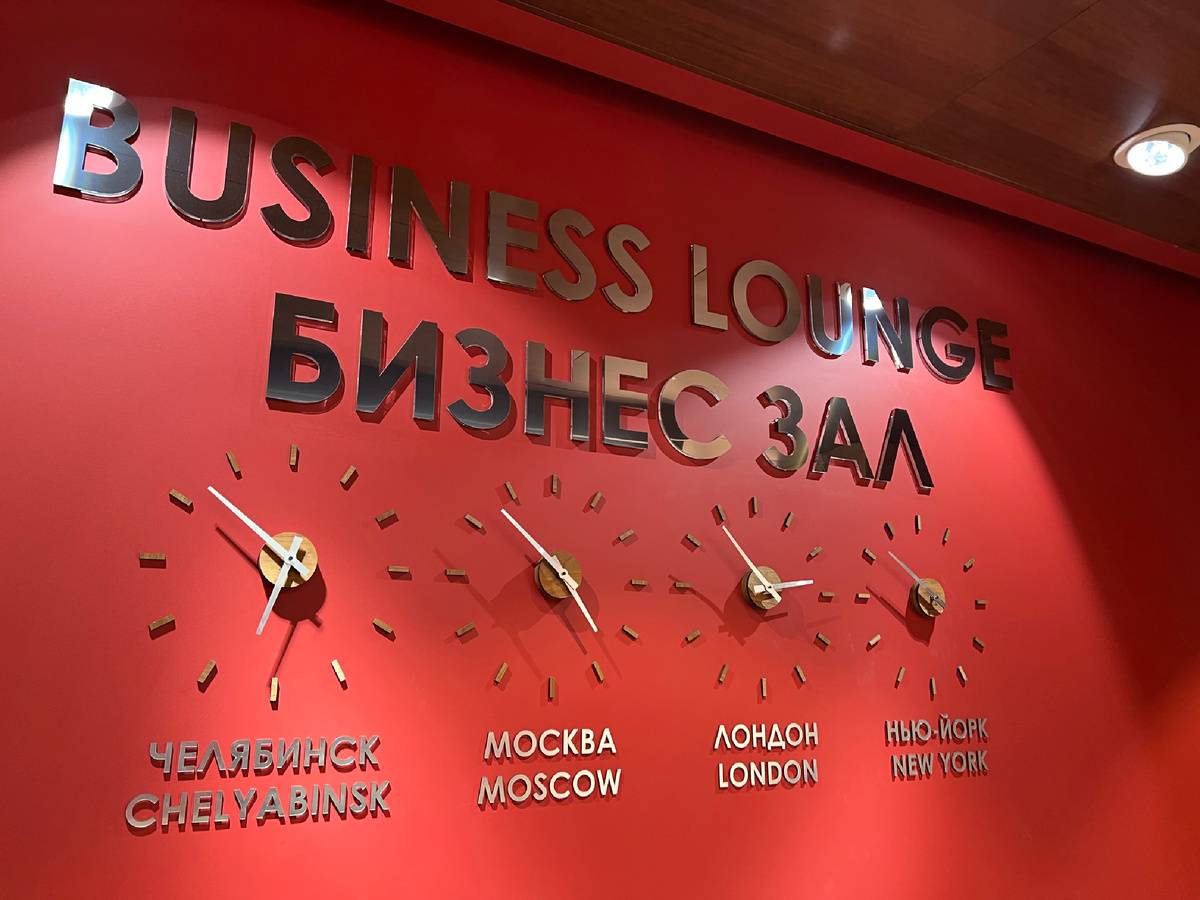 BUSINESS LOUNGE
БИЗНЕС ЗАЛ
ЧЕЛЯБИНСК
CHELYABINSK
МОСКВА
MOSCOW
ЛОНДОН
LONDON
НЬЮ-ЙОРК
NEW YORK